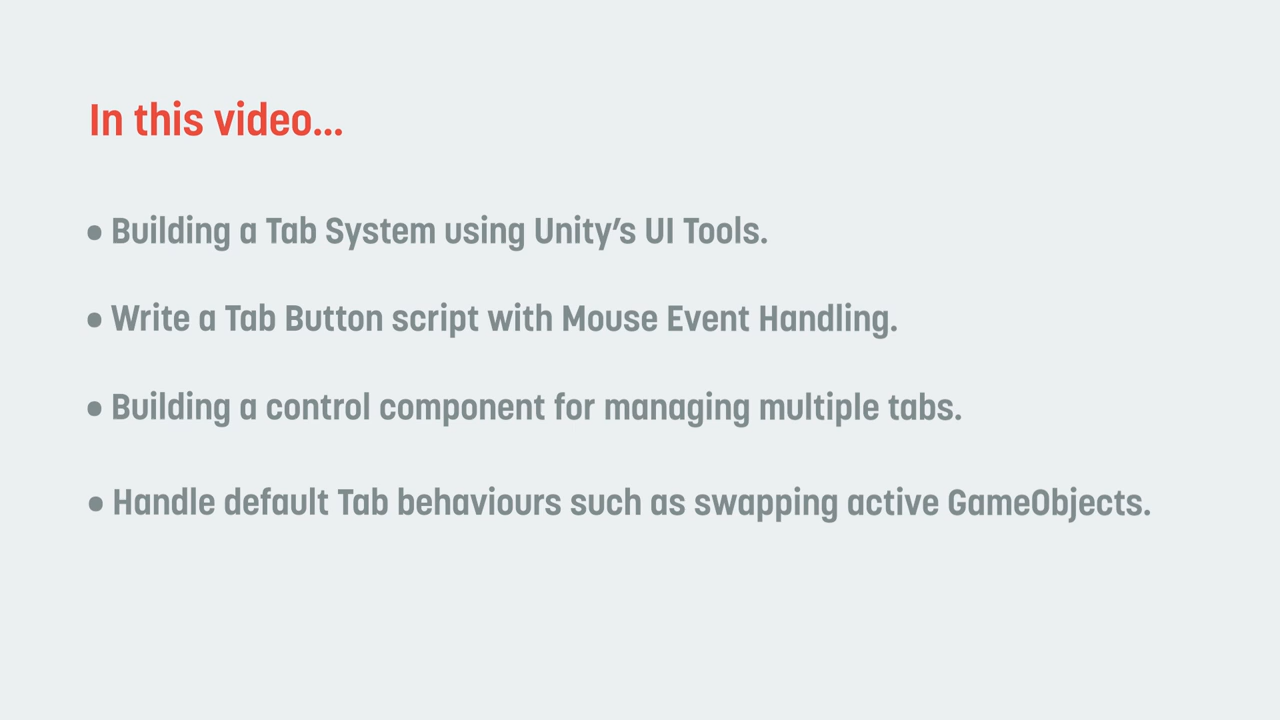 In this video...
• Building a Tab System using Unity’s UI Tools.
• Write a Tab Button script with Mouse Event Handling.
• Building a control component for managing multiple tabs.
• Handle default Tab behaviours such as swapping active GameObjects.